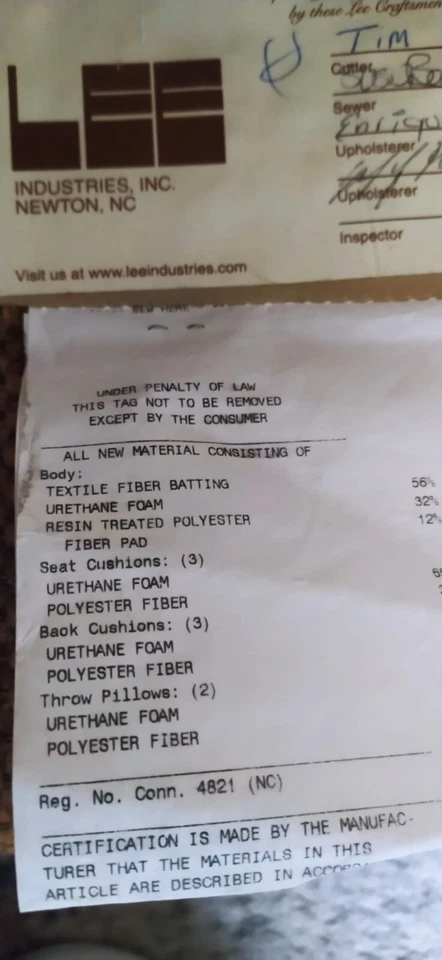 by these Lee Craftsmen
TIM
Cutter
Sewer
Enriqu
Upholsterer
Upholsterer
Inspector
LEE
INDUSTRIES, INC.
NEWTON, NC
Visit us at www.leeindustries.com
SEW HERE
UNDER PENALTY OF LAW
THIS TAG NOT TO BE REMOVED
EXCEPT BY THE CONSUMER
ALL NEW MATERIAL CONSISTING OF
Body:
TEXTILE FIBER BATTING 56%
URETHANE FOAM 32%
RESIN TREATED POLYESTER 12%
FIBER PAD
Seat Cushions: (3)
URETHANE FOAM 6
POLYESTER FIBER
Back Cushions: (3)
URETHANE FOAM
POLYESTER FIBER
Throw Pillows: (2)
URETHANE FOAM
POLYESTER FIBER
Reg. No. Conn. 4821 (NC)
CERTIFICATION IS MADE BY THE MANUFAC-
TURER THAT THE MATERIALS IN THIS
ARTICLE ARE DESCRIBED IN